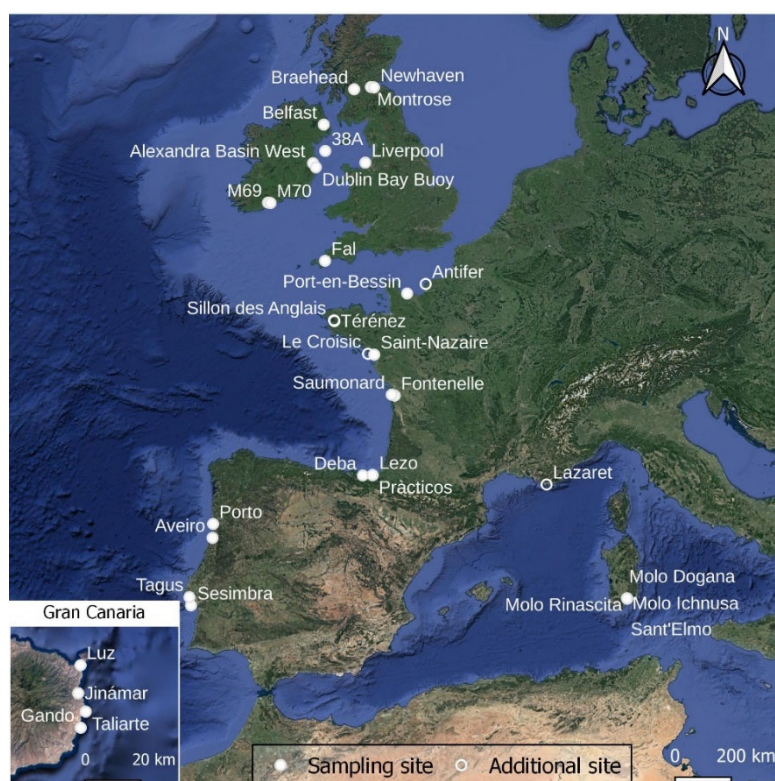 N
Braehead
Newhaven
Montrose
Belfast
38A
Alexandra Basin West
Liverpool
Dublin Bay Buoy
M69
M70
Fal
Antifer
Port-en-Bessin
Sillon des Anglais
Térénez
Le Croisic
Saint-Nazaire
Saumonard
Fontenelle
Deba
Lezo
Pràcticos
Lazaret
Porto
Aveiro
Molo Dogana
Tagus
Sesimbra
Molo Rinascita
Molo Ichnusa
Sant'Elmo
Gran Canaria
Luz
Jinámar
Gando
Taliarte
0 20 km
Sampling site
Additional site
0 200 km